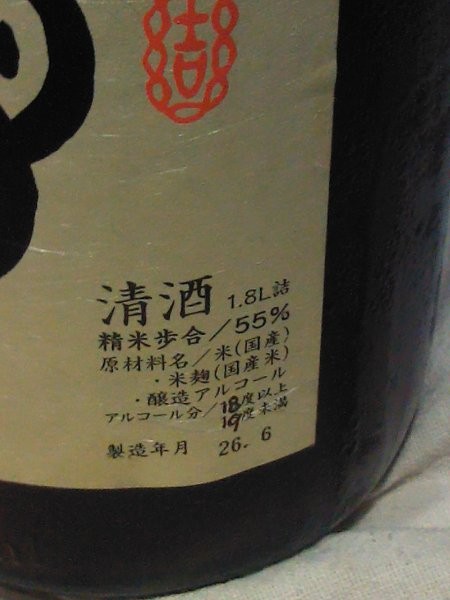 清酒 1.8L詰
精米歩合/55%
原材料名/米(国産)
・米麹(国産米)
・醸造アルコール
アルコール分/18度以上
19度未満
製造年月 26. 6